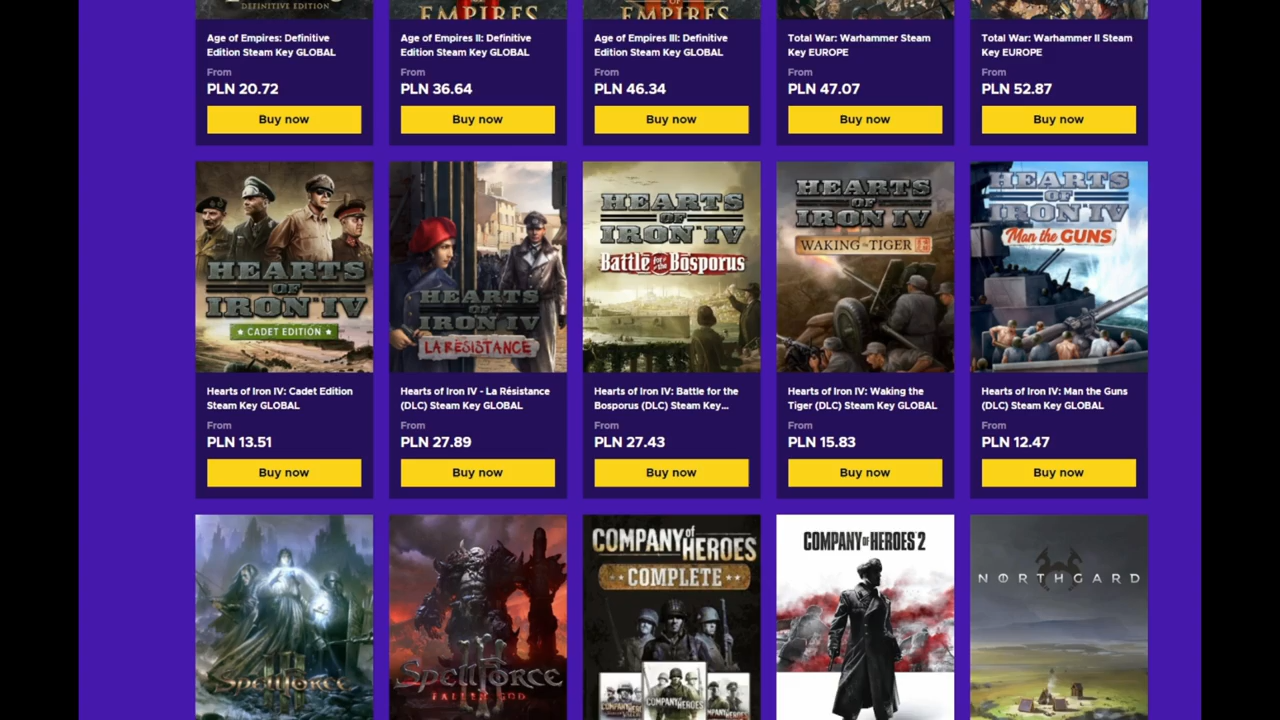 DEFINITIVE EDITION
EMPIRES
OF
EMPIRES
Age of Empires: Definitive
Edition Steam Key GLOBAL
From
PLN 20.72
Buy now
Age of Empires II: Definitive
Edition Steam Key GLOBAL
From
PLN 36.64
Buy now
Age of Empires III: Definitive
Edition Steam Key GLOBAL
From
PLN 46.34
Buy now
Total War: Warhammer Steam
Key EUROPE
From
PLN 47.07
Buy now
Total War: Warhammer II Steam
Key EUROPE
From
PLN 52.87
Buy now
HEARTS
OF
IRON IV
★ CADET EDITION ★
Hearts of Iron IV: Cadet Edition
Steam Key GLOBAL
From
PLN 13.51
Buy now
HEARTS
OF
IRON IV
LA RÉSISTANCE
Hearts of Iron IV - La Résistance
(DLC) Steam Key GLOBAL
From
PLN 27.89
Buy now
HEARTS
OF
IRON IV
Battle for the Bosporus
Hearts of Iron IV: Battle for the
Bosporus (DLC) Steam Key...
From
PLN 27.43
Buy now
HEARTS
OF
IRON IV
WAKING THE TIGER
Hearts of Iron IV: Waking the
Tiger (DLC) Steam Key GLOBAL
From
PLN 15.83
Buy now
HEARTS
OF
IRON IV
Man the GUNS
Hearts of Iron IV: Man the Guns
(DLC) Steam Key GLOBAL
From
PLN 12.47
Buy now
SPELLFORCE
III
SPELLFORCE
III
FALLEN GOD
COMPANY of HEROES
COMPLETE
COMPANY of HEROES
COMPANY OF HEROES 2
NORTHGARD